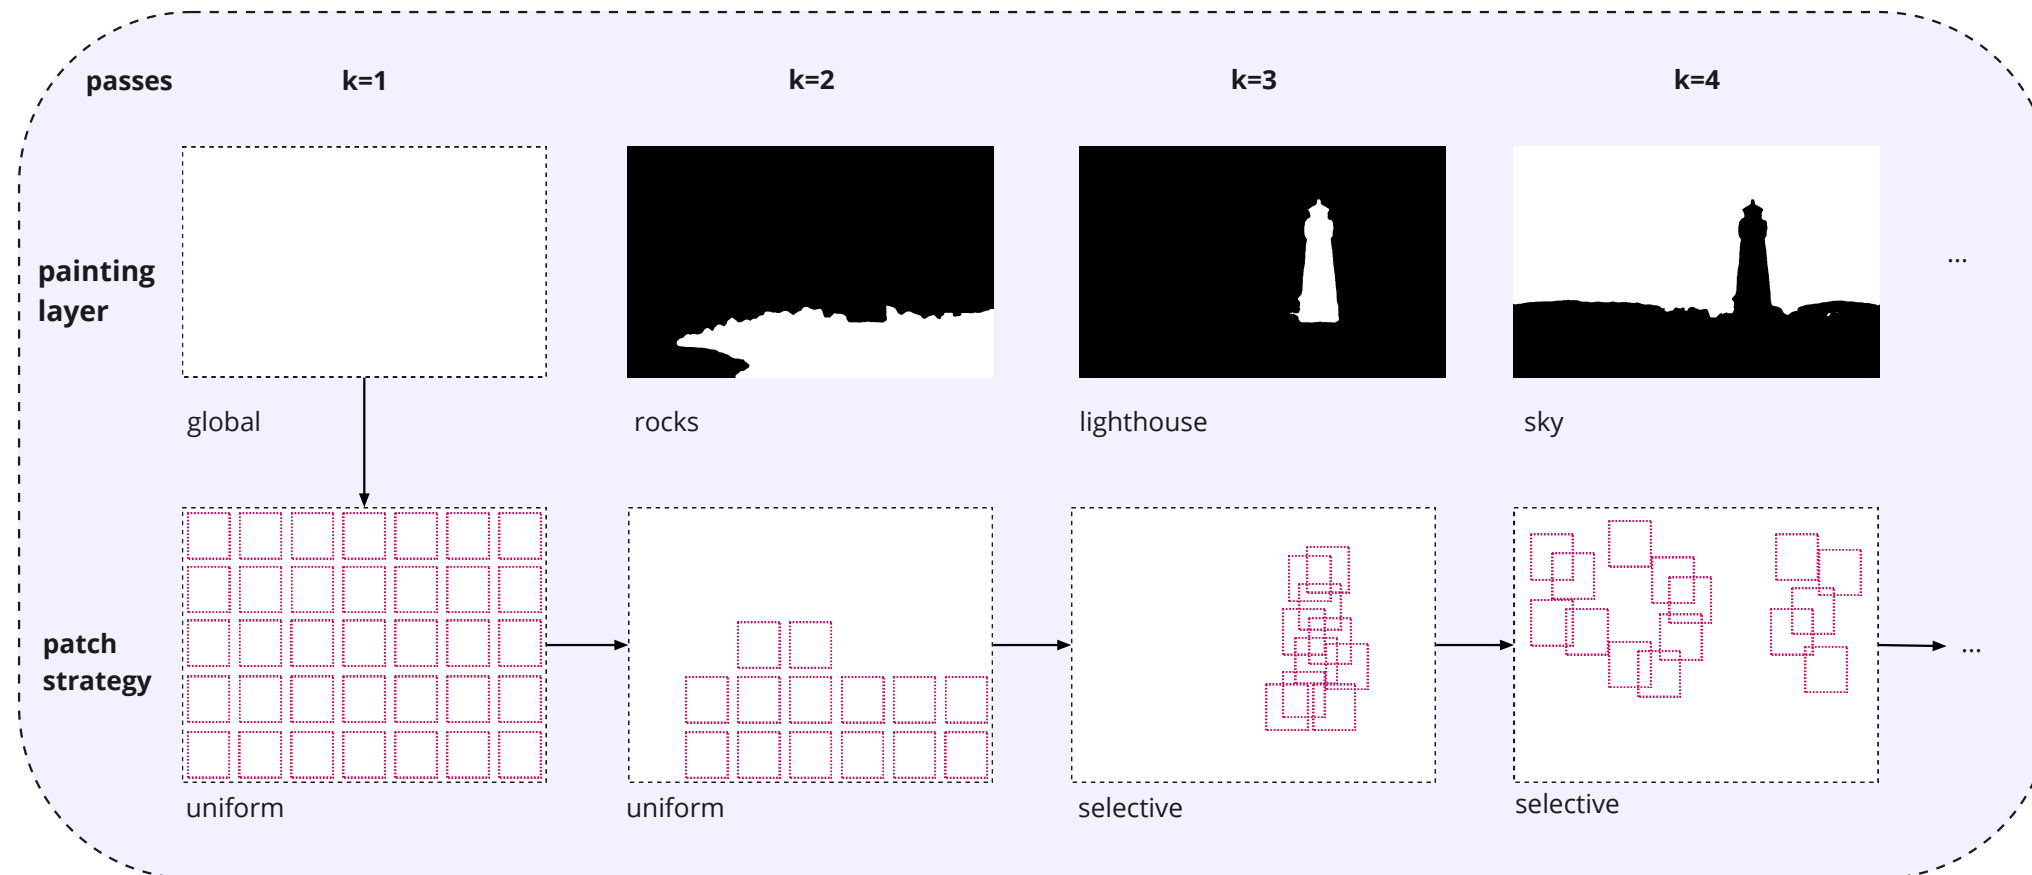 passes k=1 k=2 k=3 k=4
painting
layer
...
global rocks lighthouse sky
patch
strategy
...
uniform uniform selective selective